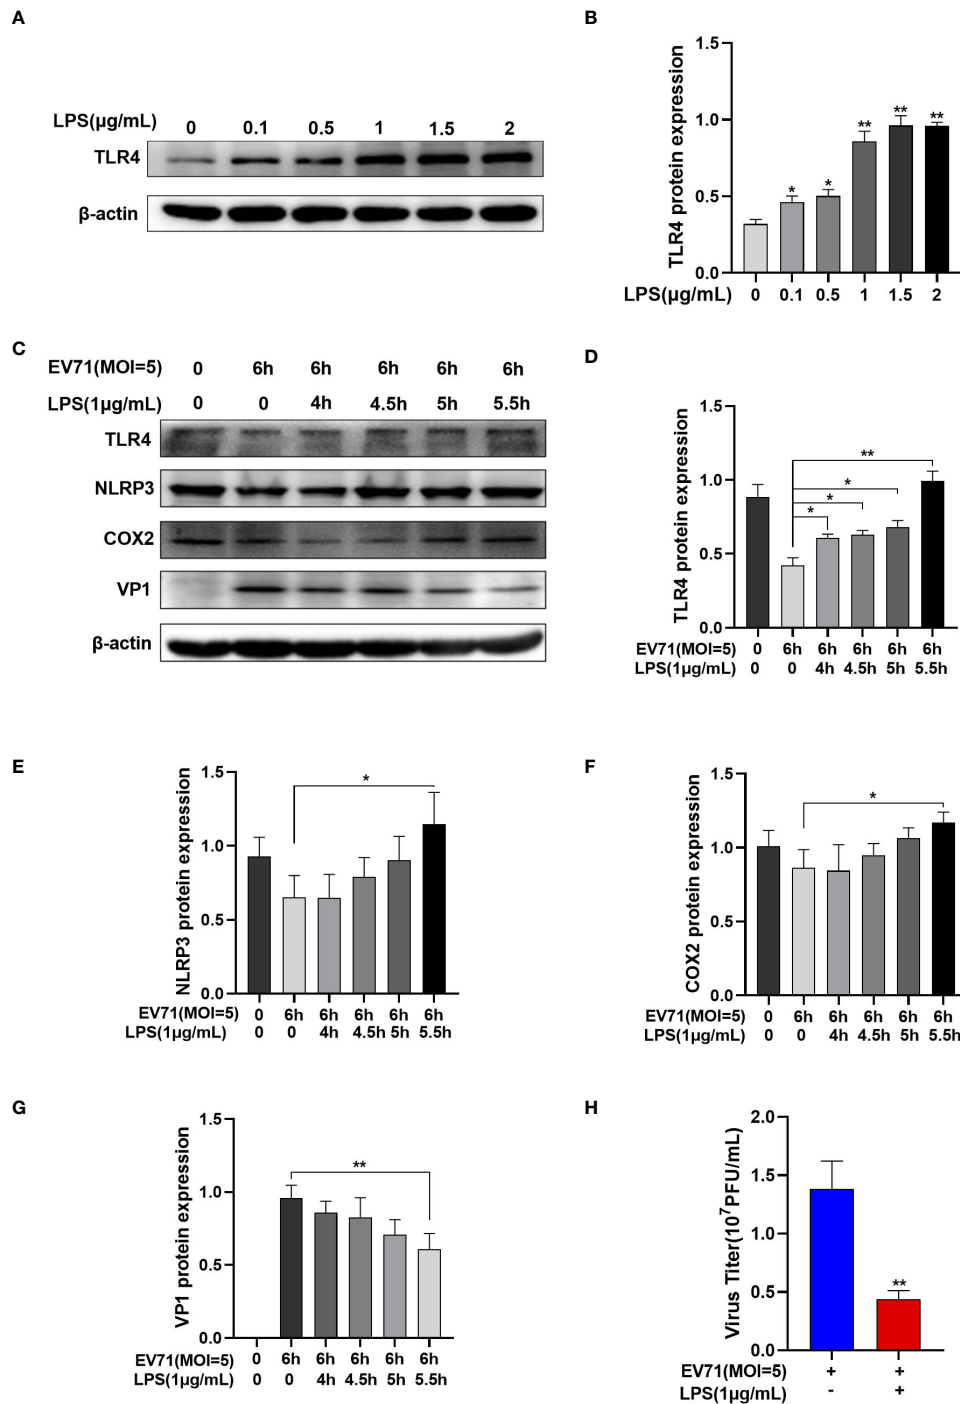 A
LPS(μg/mL) 0 0.1 0.5 1 1.5 2
TLR4
β-actin
B
TLR4 protein expression
1.5
1.0
0.5
0.0
* * ** ** **
LPS(μg/mL) 0 0.1 0.5 1 1.5 2
C
EV71(MOI=5) 0 6h 6h 6h 6h 6h
LPS(1μg/mL) 0 0 4h 4.5h 5h 5.5h
TLR4
NLRP3
COX2
VP1
β-actin
D
TLR4 protein expression
1.5
1.0
0.5
0.0
**
*
*
*
EV71(MOI=5) 0 6h 6h 6h 6h 6h
LPS(1μg/mL) 0 0 4h 4.5h 5h 5.5h
E
NLRP3 protein expression
1.5
1.0
0.5
0.0
*
EV71(MOI=5) 0 6h 6h 6h 6h 6h
LPS(1μg/mL) 0 0 4h 4.5h 5h 5.5h
F
COX2 protein expression
1.5
1.0
0.5
0.0
*
EV71(MOI=5) 0 6h 6h 6h 6h 6h
LPS(1μg/mL) 0 0 4h 4.5h 5h 5.5h
G
VP1 protein expression
1.5
1.0
0.5
0.0
**
EV71(MOI=5) 0 6h 6h 6h 6h 6h
LPS(1μg/mL) 0 0 4h 4.5h 5h 5.5h
H
Virus Titer(10⁷PFU/mL)
2.0
1.5
1.0
0.5
0.0
**
EV71(MOI=5) + +
LPS(1μg/mL) - +